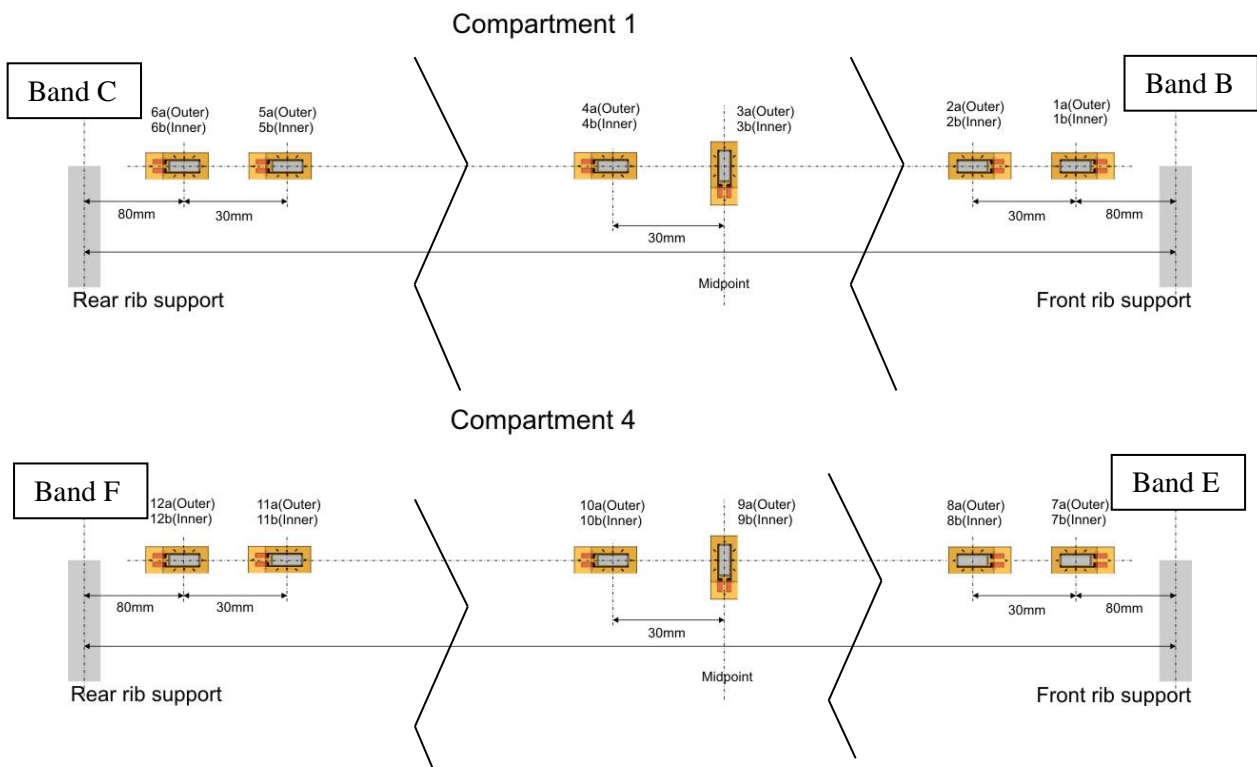 Compartment 1
Band C
Band B
6a(Outer)
6b(Inner)
5a(Outer)
5b(Inner)
4a(Outer)
4b(Inner)
3a(Outer)
3b(Inner)
2a(Outer)
2b(Inner)
1a(Outer)
1b(Inner)
80mm
30mm
30mm
30mm
80mm
Midpoint
Rear rib support
Front rib support
Compartment 4
Band F
Band E
12a(Outer)
12b(Inner)
11a(Outer)
11b(Inner)
10a(Outer)
10b(Inner)
9a(Outer)
9b(Inner)
8a(Outer)
8b(Inner)
7a(Outer)
7b(Inner)
80mm
30mm
30mm
30mm
80mm
Midpoint
Rear rib support
Front rib support